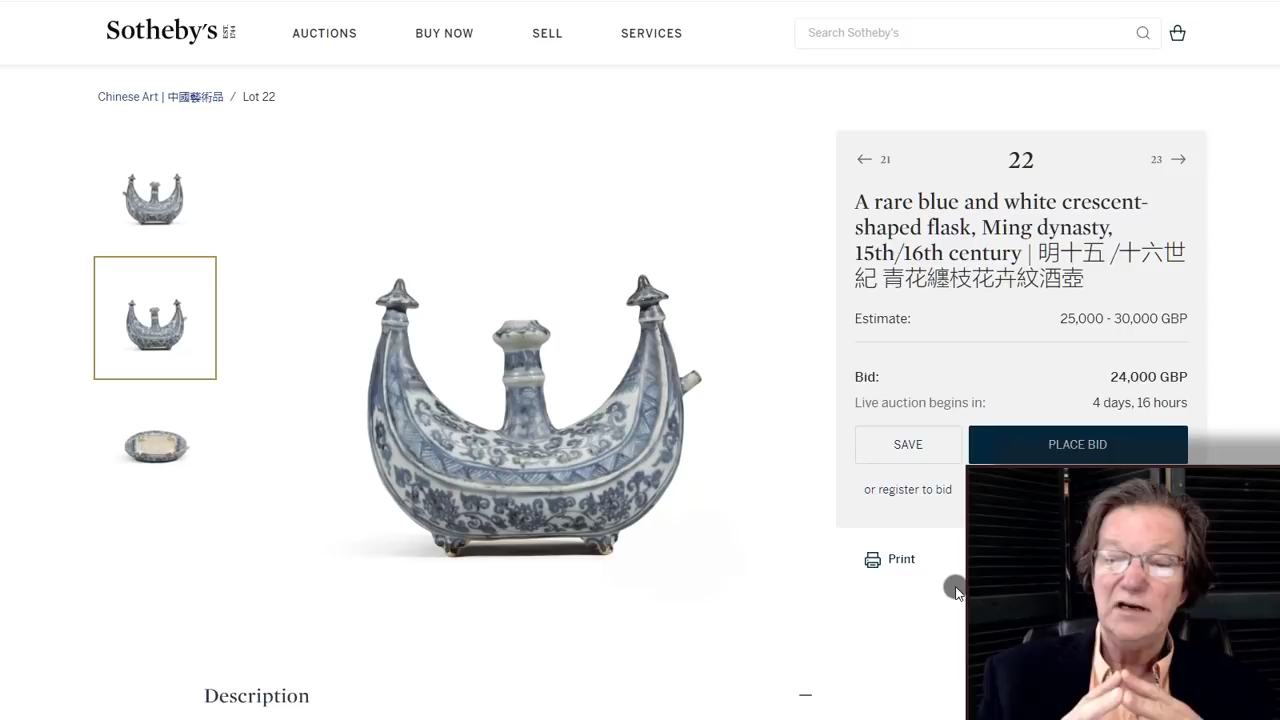 Sotheby's EST. 1744
AUCTIONS
BUY NOW
SELL
SERVICES
Search Sotheby's
Chinese Art | 中國藝術品 / Lot 22
← 21
22
23 →
A rare blue and white crescent-
shaped flask, Ming dynasty,
15th/16th century | 明十五 /十六世
紀 青花纏枝花卉紋酒壺
Estimate: 25,000 - 30,000 GBP
Bid: 24,000 GBP
Live auction begins in: 4 days, 16 hours
SAVE
PLACE BID
or register to bid
Print
Description